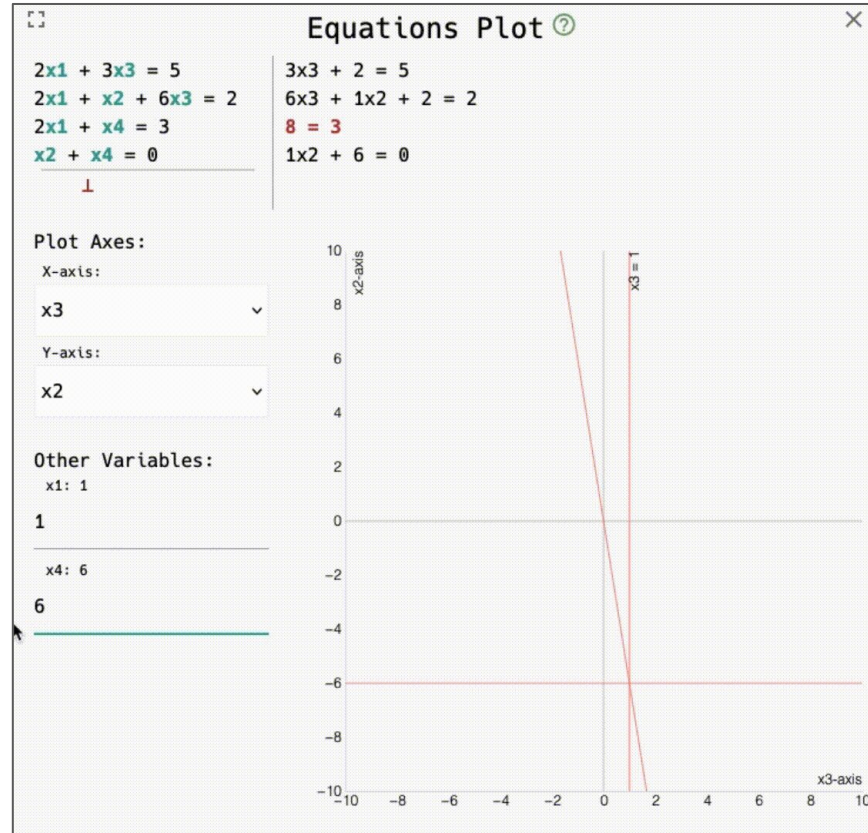 Equations Plot ?
2x1 + 3x3 = 5
2x1 + x2 + 6x3 = 2
2x1 + x4 = 3
x2 + x4 = 0
⊥
3x3 + 2 = 5
6x3 + 1x2 + 2 = 2
8 = 3
1x2 + 6 = 0
Plot Axes:
X-axis:
x3
Y-axis:
x2
Other Variables:
x1: 1
1
x4: 6
6
x2-axis
x3 = 1
10
8
6
4
2
0
−2
−4
−6
−8
−10
x3-axis
−10 −8 −6 −4 −2 0 2 4 6 8 10